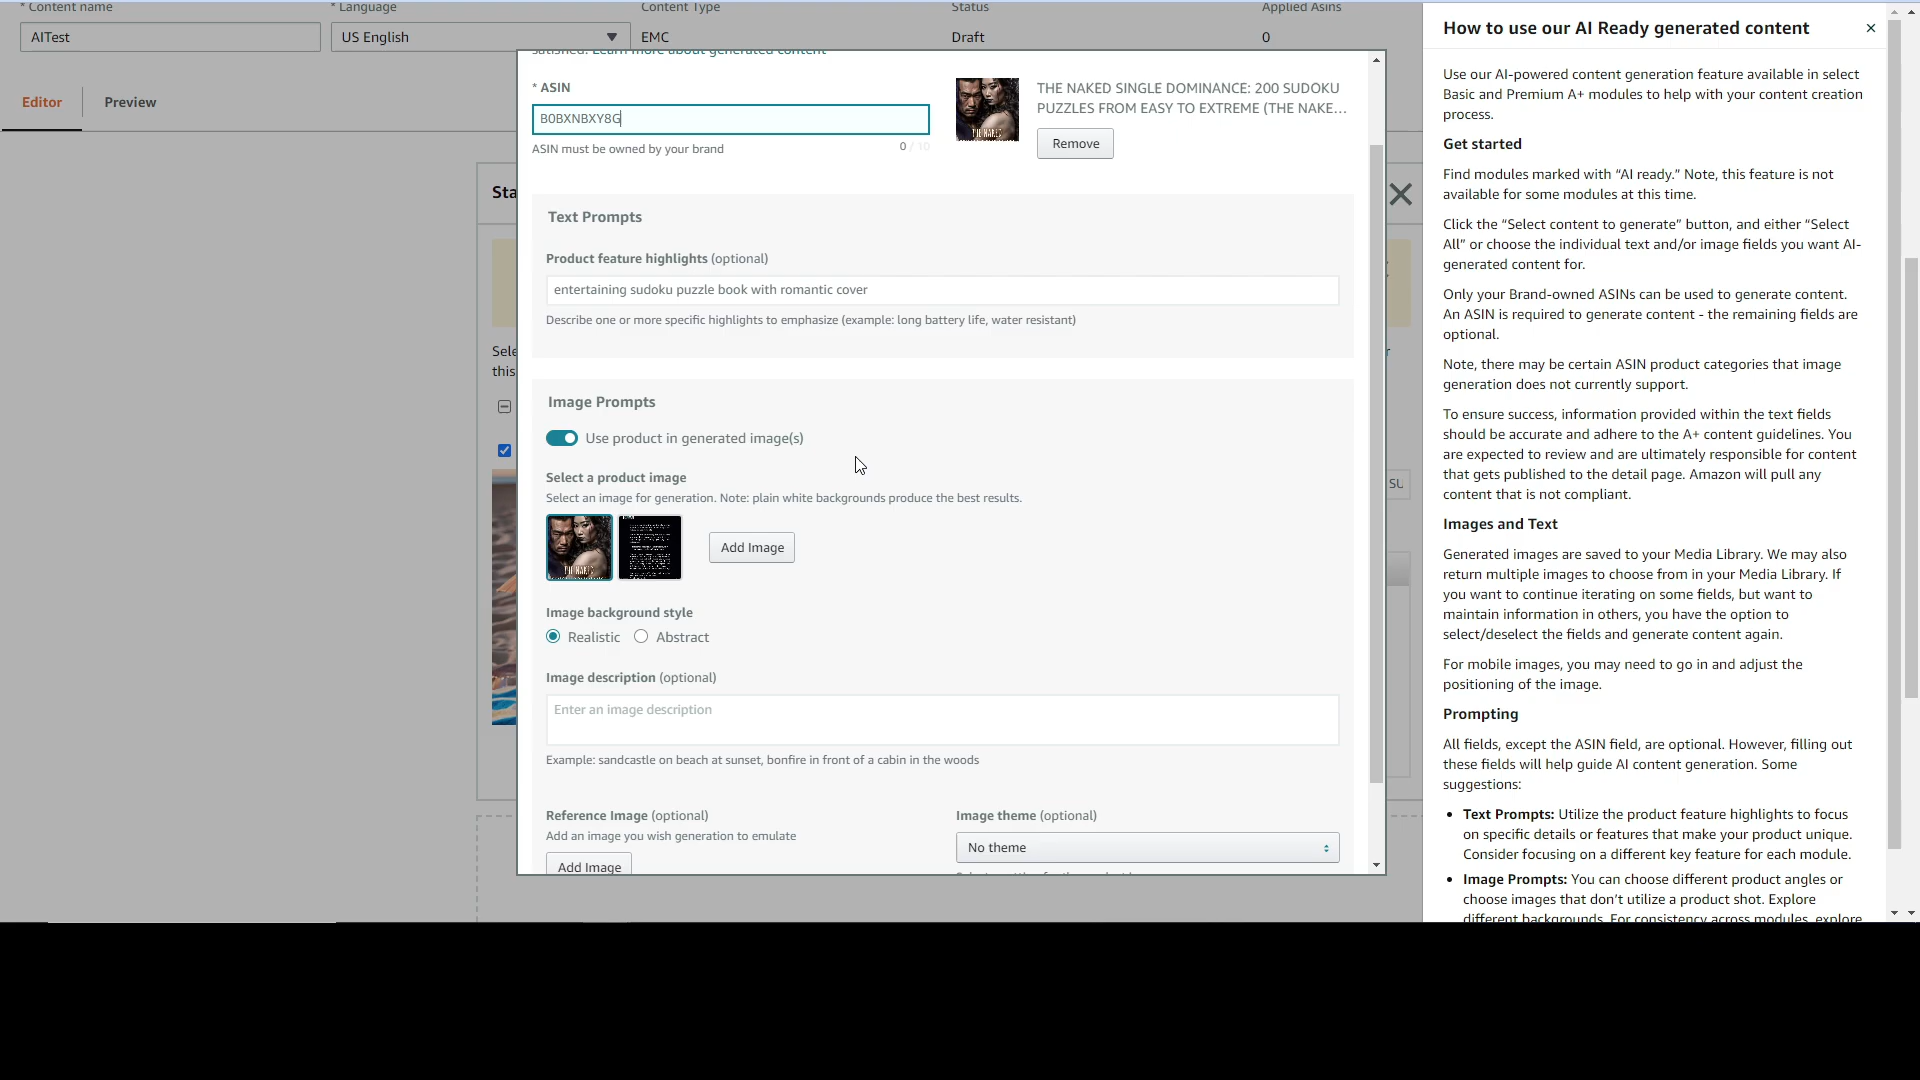 * Content name
* Language
Content Type
Status
Applied Asins
AITest
US English
EMC
Draft
0
Editor
Preview
Learn more about generated content
* ASIN
B0BXNBXY8G
ASIN must be owned by your brand
0 / 10
THE NAKED SINGLE DOMINANCE: 200 SUDOKU
PUZZLES FROM EASY TO EXTREME (THE NAKE...
Remove
THE NAKED
Sta
Text Prompts
Product feature highlights (optional)
entertaining sudoku puzzle book with romantic cover
Describe one or more specific highlights to emphasize (example: long battery life, water resistant)
Sele
this
Image Prompts
Use product in generated image(s)
Select a product image
Select an image for generation. Note: plain white backgrounds produce the best results.
THE NAKED
Add Image
SU
Image background style
Realistic
Abstract
Image description (optional)
Enter an image description
Example: sandcastle on beach at sunset, bonfire in front of a cabin in the woods
Reference Image (optional)
Add an image you wish generation to emulate
Add Image
Image theme (optional)
No theme
How to use our AI Ready generated content
Use our AI-powered content generation feature available in select
Basic and Premium A+ modules to help with your content creation
process.
Get started
Find modules marked with “AI ready.” Note, this feature is not
available for some modules at this time.
Click the “Select content to generate” button, and either “Select
All” or choose the individual text and/or image fields you want AI-
generated content for.
Only your Brand-owned ASINs can be used to generate content.
An ASIN is required to generate content - the remaining fields are
optional.
Note, there may be certain ASIN product categories that image
generation does not currently support.
To ensure success, information provided within the text fields
should be accurate and adhere to the A+ content guidelines. You
are expected to review and are ultimately responsible for content
that gets published to the detail page. Amazon will pull any
content that is not compliant.
Images and Text
Generated images are saved to your Media Library. We may also
return multiple images to choose from in your Media Library. If
you want to continue iterating on some fields, but want to
maintain information in others, you have the option to
select/deselect the fields and generate content again.
For mobile images, you may need to go in and adjust the
positioning of the image.
Prompting
All fields, except the ASIN field, are optional. However, filling out
these fields will help guide AI content generation. Some
suggestions:
• Text Prompts: Utilize the product feature highlights to focus
on specific details or features that make your product unique.
Consider focusing on a different key feature for each module.
• Image Prompts: You can choose different product angles or
choose images that don’t utilize a product shot. Explore
different backgrounds. For consistency across modules, explore